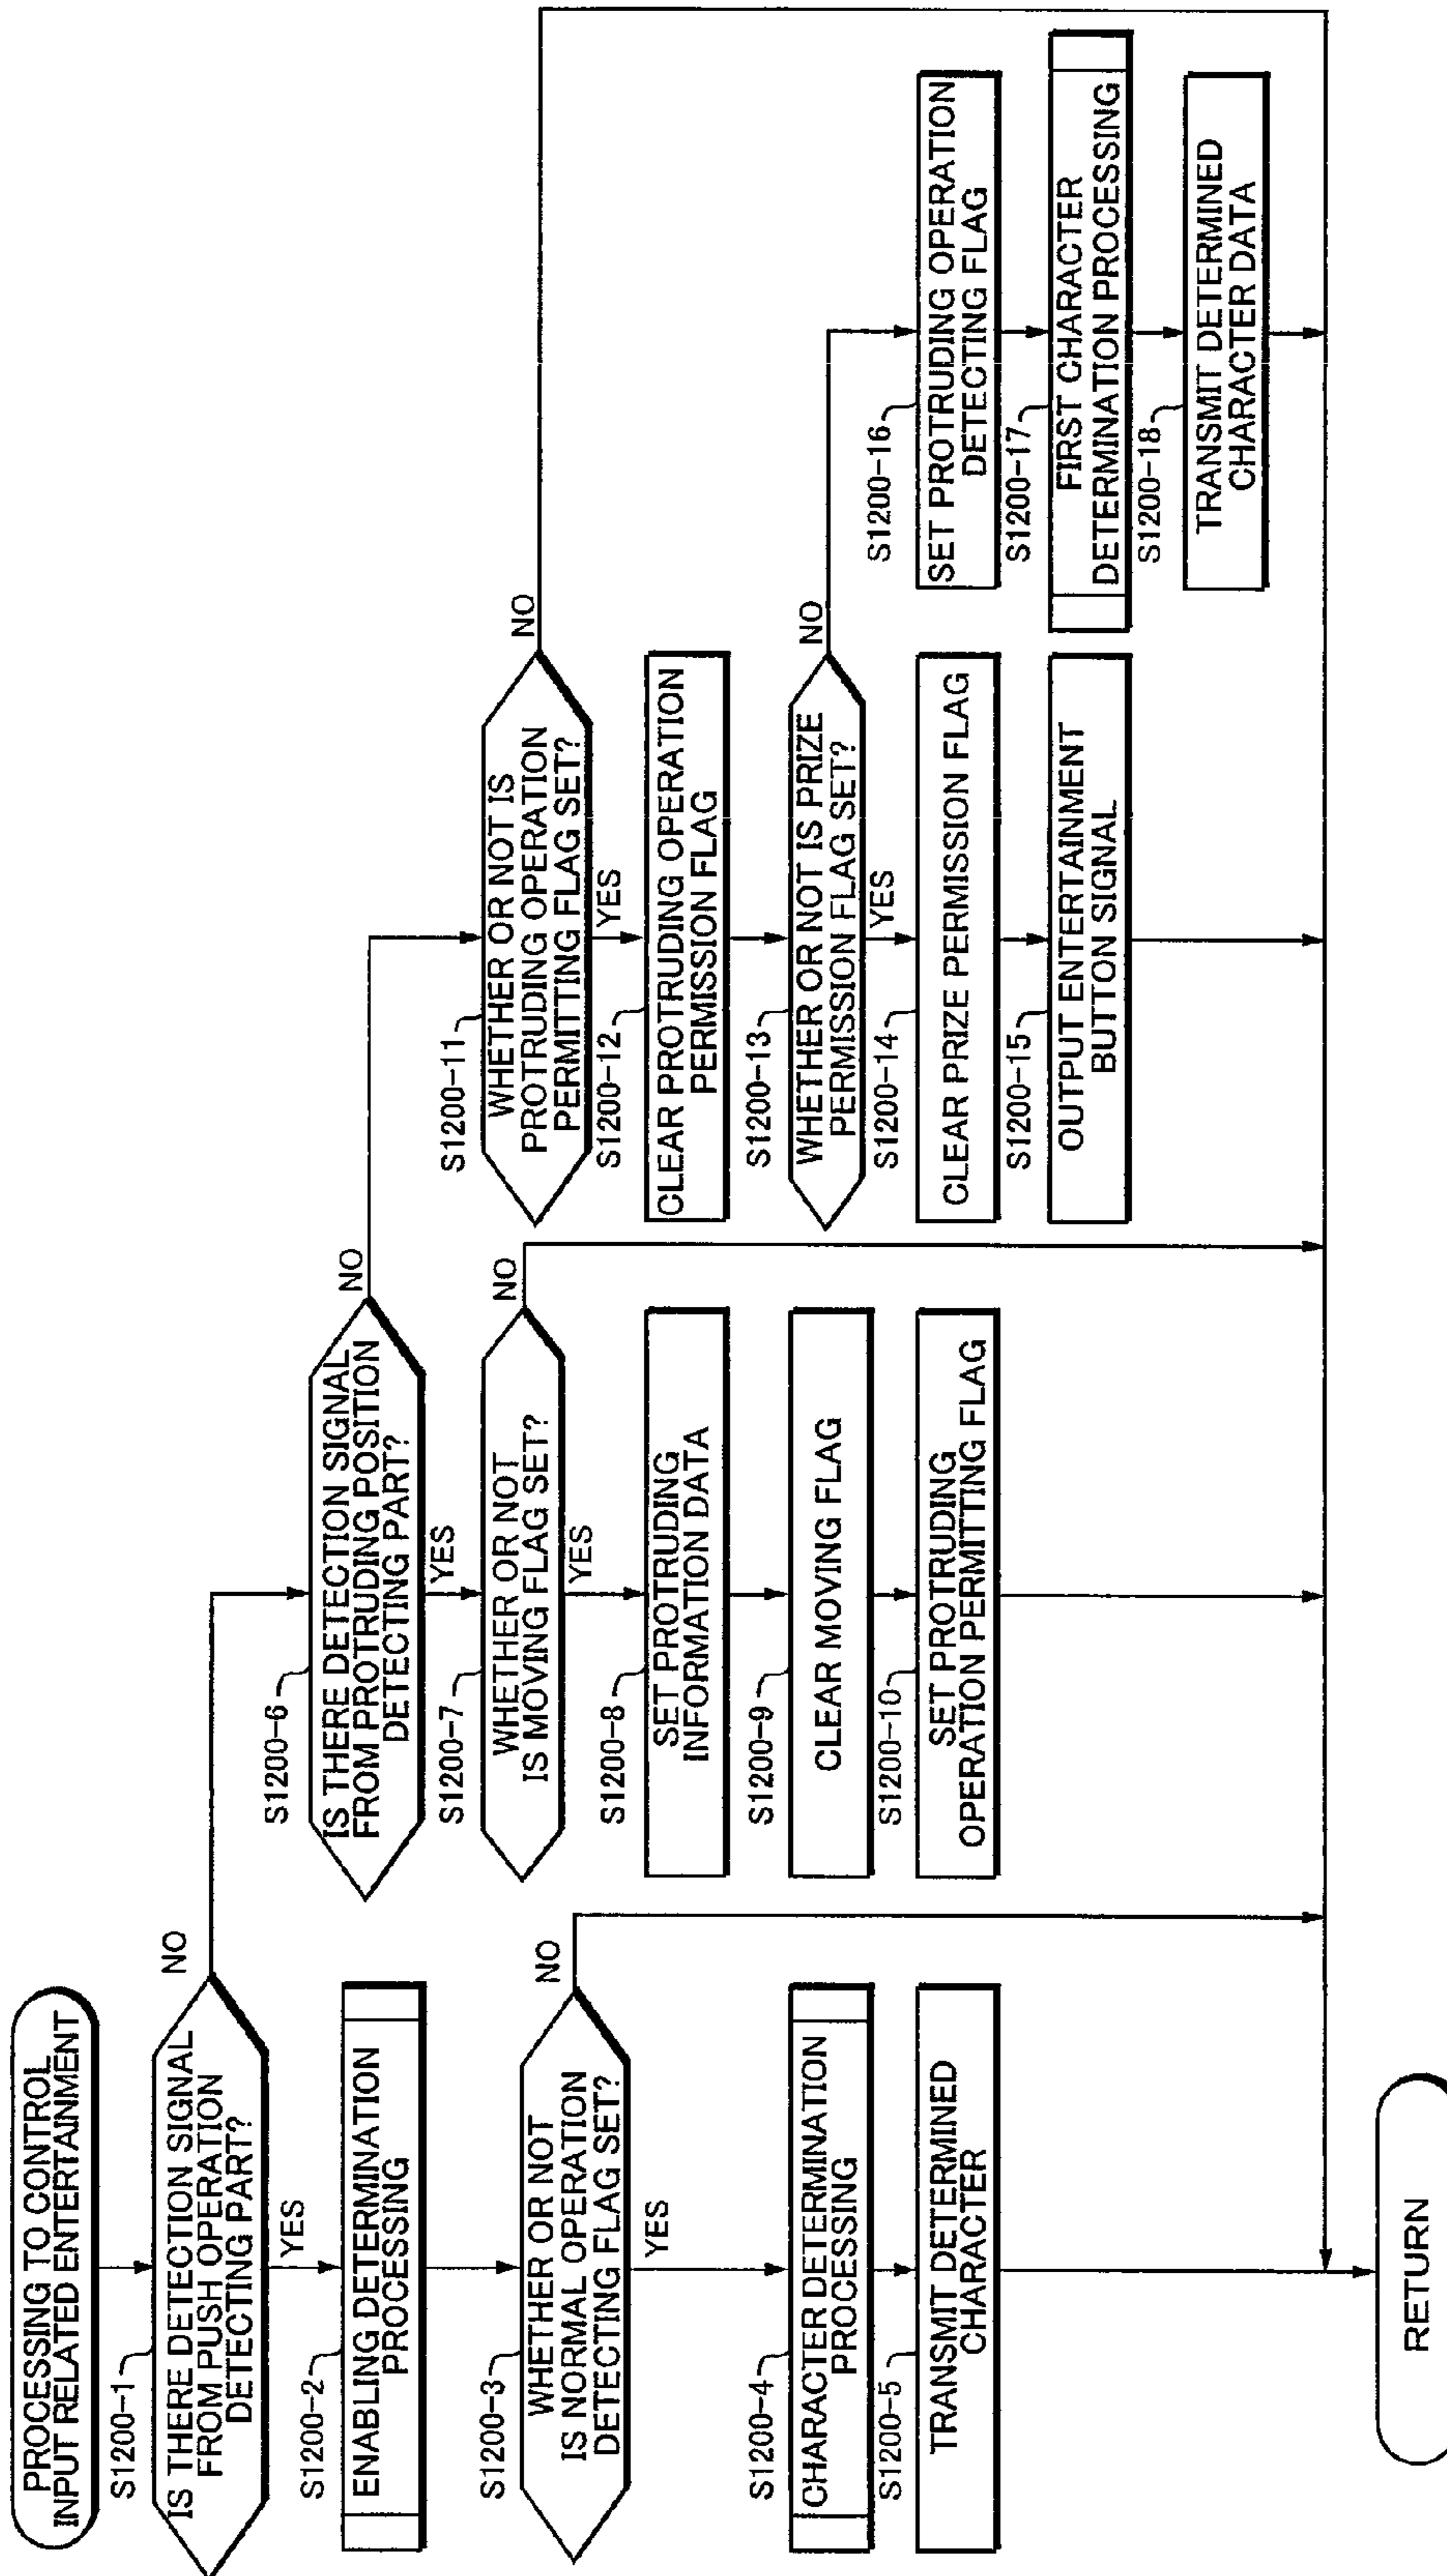 PROCESSING TO CONTROL
INPUT RELATED ENTERTAINMENT
S1200-1
IS THERE DETECTION SIGNAL
FROM PUSH OPERATION
DETECTING PART?
NO
YES
S1200-2
ENABLING DETERMINATION
PROCESSING
S1200-3
WHETHER OR NOT
IS NORMAL OPERATION
DETECTING FLAG SET?
NO
YES
S1200-4
CHARACTER DETERMINATION
PROCESSING
S1200-5
TRANSMIT DETERMINED
CHARACTER
S1200-6
IS THERE DETECTION SIGNAL
FROM PROTRUDING POSITION
DETECTING PART?
NO
YES
S1200-7
WHETHER OR NOT
IS MOVING FLAG SET?
NO
YES
S1200-8
SET PROTRUDING
INFORMATION DATA
S1200-9
CLEAR MOVING FLAG
S1200-10
SET PROTRUDING
OPERATION PERMITTING FLAG
S1200-11
WHETHER OR NOT IS
PROTRUDING OPERATION
PERMITTING FLAG SET?
NO
YES
S1200-12
CLEAR PROTRUDING OPERATION
PERMISSION FLAG
S1200-13
WHETHER OR NOT IS PRIZE
PERMISSION FLAG SET?
NO
YES
S1200-14
CLEAR PRIZE PERMISSION FLAG
S1200-15
OUTPUT ENTERTAINMENT
BUTTON SIGNAL
S1200-16
SET PROTRUDING OPERATION
DETECTING FLAG
S1200-17
FIRST CHARACTER
DETERMINATION PROCESSING
S1200-18
TRANSMIT DETERMINED
CHARACTER DATA
RETURN